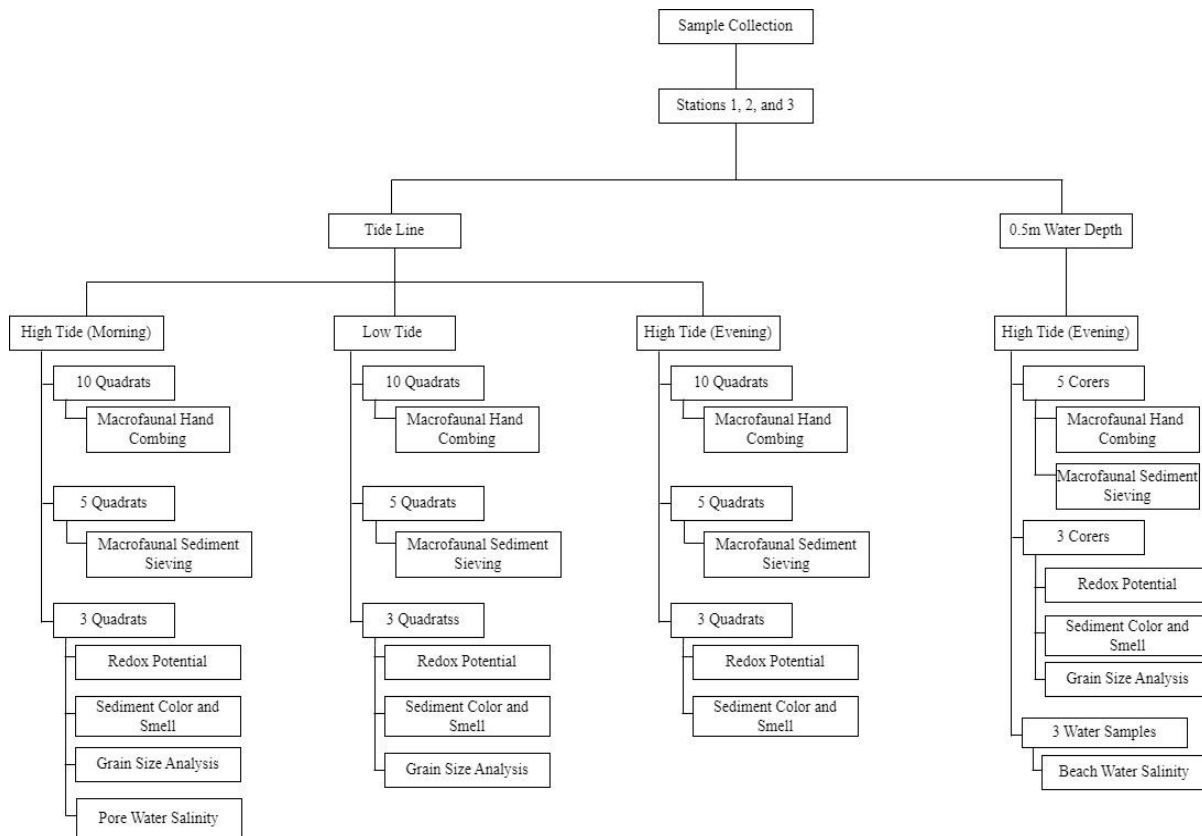 Sample Collection
Stations 1, 2, and 3
Tide Line
0.5m Water Depth
High Tide (Morning)
Low Tide
High Tide (Evening)
High Tide (Evening)
10 Quadrats
Macrofaunal Hand
Combing
5 Quadrats
Macrofaunal Sediment
Sieving
3 Quadrats
Redox Potential
Sediment Color and
Smell
Grain Size Analysis
Pore Water Salinity
10 Quadrats
Macrofaunal Hand
Combing
5 Quadrats
Macrofaunal Sediment
Sieving
3 Quadratss
Redox Potential
Sediment Color and
Smell
Grain Size Analysis
10 Quadrats
Macrofaunal Hand
Combing
5 Quadrats
Macrofaunal Sediment
Sieving
3 Quadrats
Redox Potential
Sediment Color and
Smell
5 Corers
Macrofaunal Hand
Combing
Macrofaunal Sediment
Sieving
3 Corers
Redox Potential
Sediment Color and
Smell
Grain Size Analysis
3 Water Samples
Beach Water Salinity